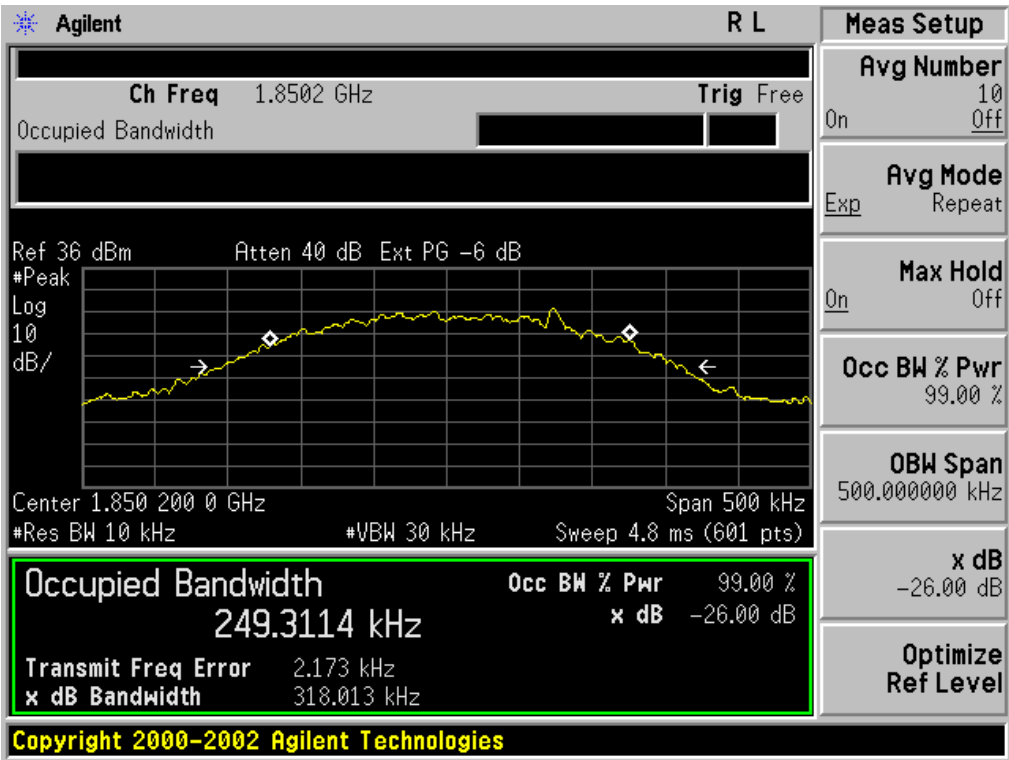 Agilent R L Meas Setup
Ch Freq 1.8502 GHz Trig Free
Occupied Bandwidth
Ref 36 dBm Atten 40 dB Ext PG -6 dB
#Peak
Log
10
dB/
Center 1.850 200 0 GHz Span 500 kHz
#Res BW 10 kHz #VBW 30 kHz Sweep 4.8 ms (601 pts)
Occupied Bandwidth Occ BW % Pwr 99.00 %
249.3114 kHz x dB -26.00 dB
Transmit Freq Error 2.173 kHz
x dB Bandwidth 318.013 kHz
Avg Number
10
On Off
Avg Mode
Exp Repeat
Max Hold
On Off
Occ BW % Pwr
99.00 %
OBW Span
500.000000 kHz
x dB
-26.00 dB
Optimize
Ref Level
Copyright 2000-2002 Agilent Technologies